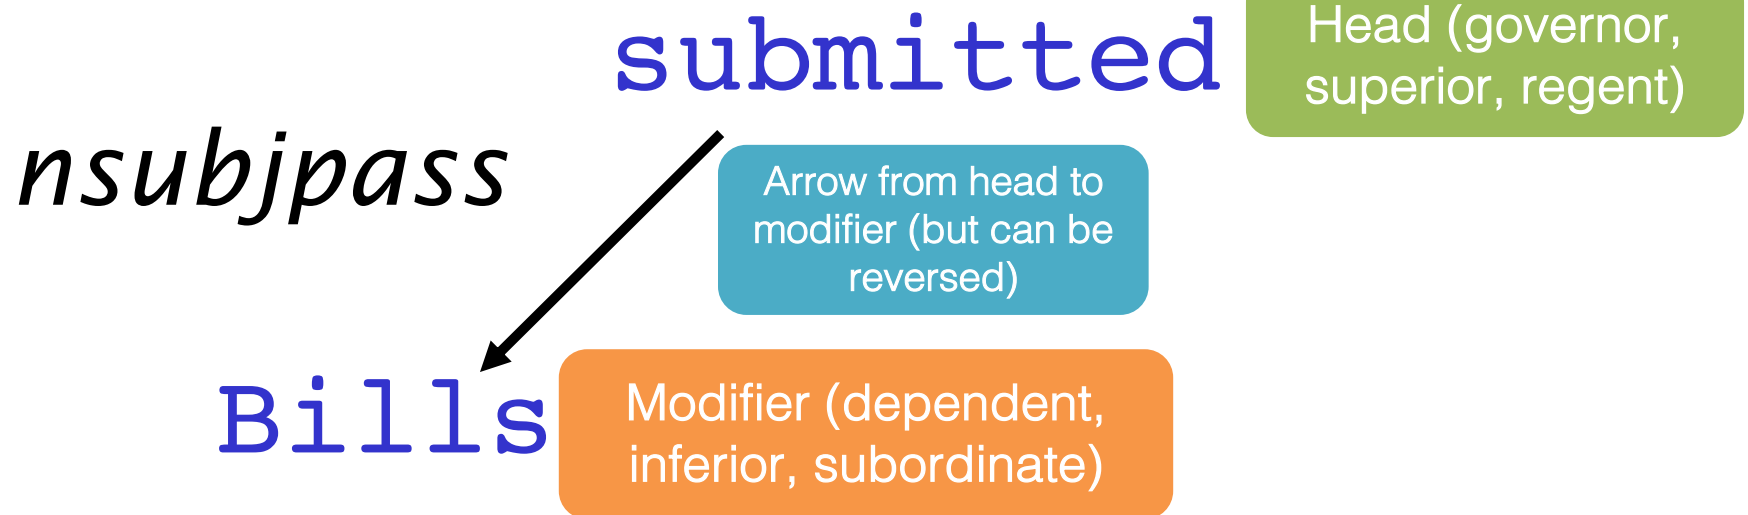 submitted
Head (governor,
superior, regent)
nsubjpass
Arrow from head to
modifier (but can be
reversed)
Bills
Modifier (dependent,
inferior, subordinate)